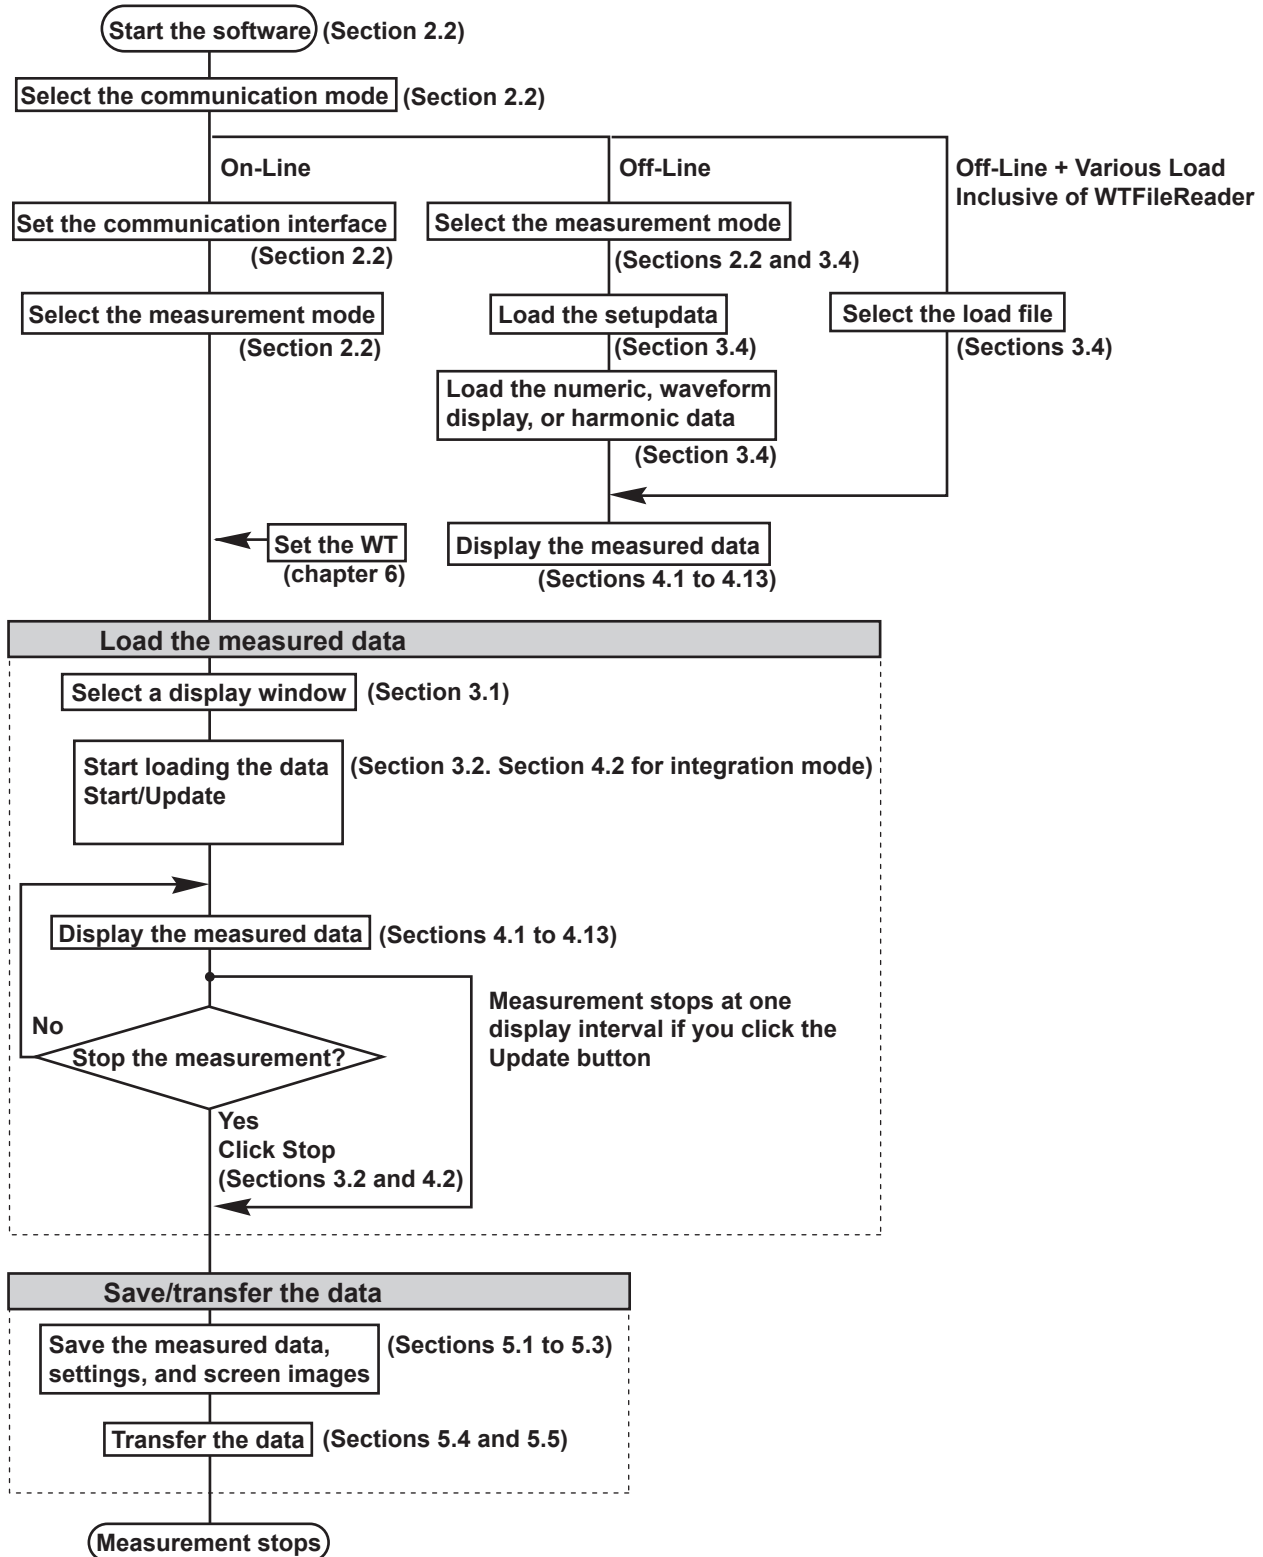 Start the software (Section 2.2)
Select the communication mode (Section 2.2)
On-Line
Off-Line
Off-Line + Various Load
Inclusive of WTFileReader
Set the communication interface
(Section 2.2)
Select the measurement mode
(Section 2.2)
Select the measurement mode
(Sections 2.2 and 3.4)
Load the setupdata
(Section 3.4)
Load the numeric, waveform
display, or harmonic data
(Section 3.4)
Select the load file
(Sections 3.4)
Set the WT
(chapter 6)
Display the measured data
(Sections 4.1 to 4.13)
Load the measured data
Select a display window (Section 3.1)
Start loading the data (Section 3.2. Section 4.2 for integration mode)
Start/Update
Display the measured data (Sections 4.1 to 4.13)
Measurement stops at one
display interval if you click the
Update button
No
Stop the measurement?
Yes
Click Stop
(Sections 3.2 and 4.2)
Save/transfer the data
Save the measured data, (Sections 5.1 to 5.3)
settings, and screen images
Transfer the data (Sections 5.4 and 5.5)
Measurement stops